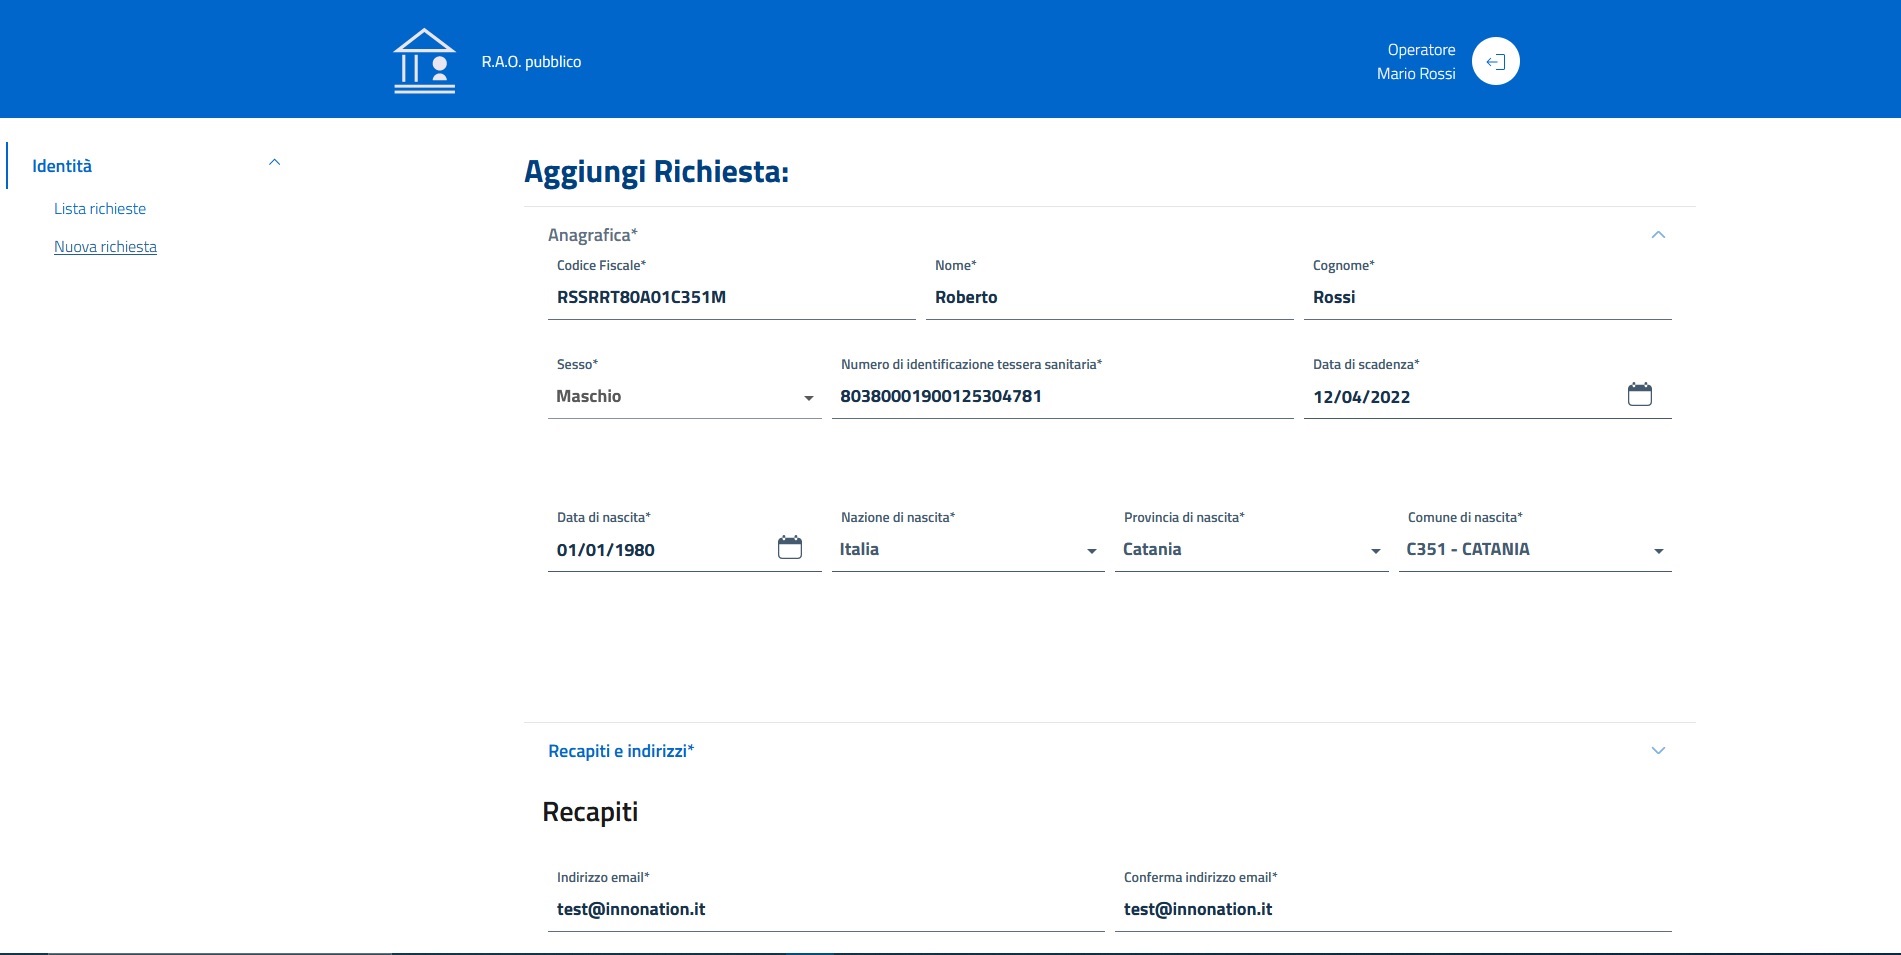 R.A.O. pubblico
Operatore
Mario Rossi
Identità
Lista richieste
Nuova richiesta
Aggiungi Richiesta:
Anagrafica*
Codice Fiscale* Nome* Cognome*
RSSRRT80A01C351M Roberto Rossi
Sesso* Numero di identificazione tessera sanitaria* Data di scadenza*
Maschio 80380001900125304781 12/04/2022
Data di nascita* Nazione di nascita* Provincia di nascita* Comune di nascita*
01/01/1980 Italia Catania C351 - CATANIA
Recapiti e indirizzi*
Recapiti
Indirizzo email* Conferma indirizzo email*
test@innonation.it test@innonation.it